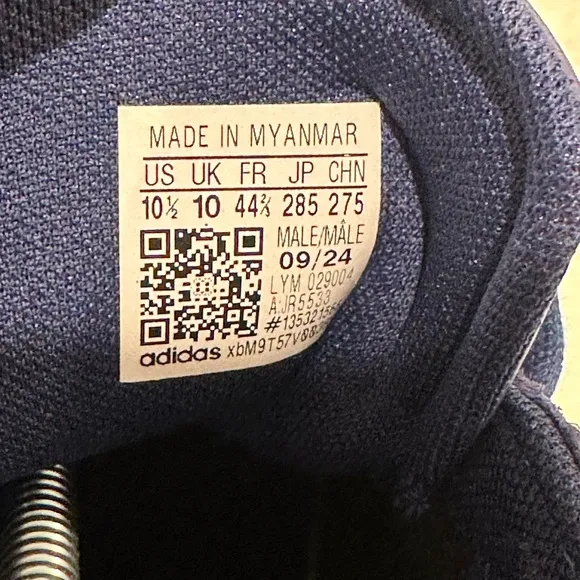 MADE IN MYANMAR
US UK FR JP CHN
10½ 10 44⅔ 285 275
MALE/MÂLE
09/24
LYM 029004
A:JR5533
adidas